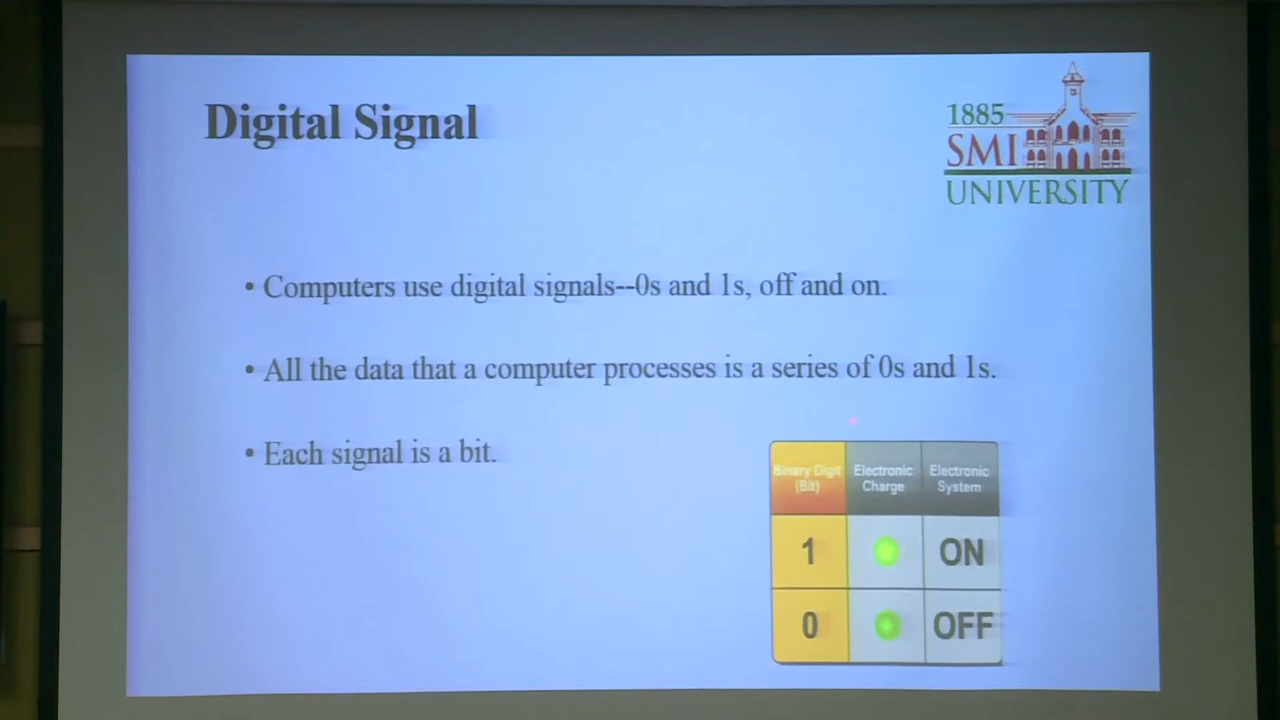 Digital Signal
1885
SMI
UNIVERSITY
• Computers use digital signals--0s and 1s, off and on.
• All the data that a computer processes is a series of 0s and 1s.
• Each signal is a bit.
Binary Digit (Bit) Electronic Charge Electronic System
1 ON
0 OFF